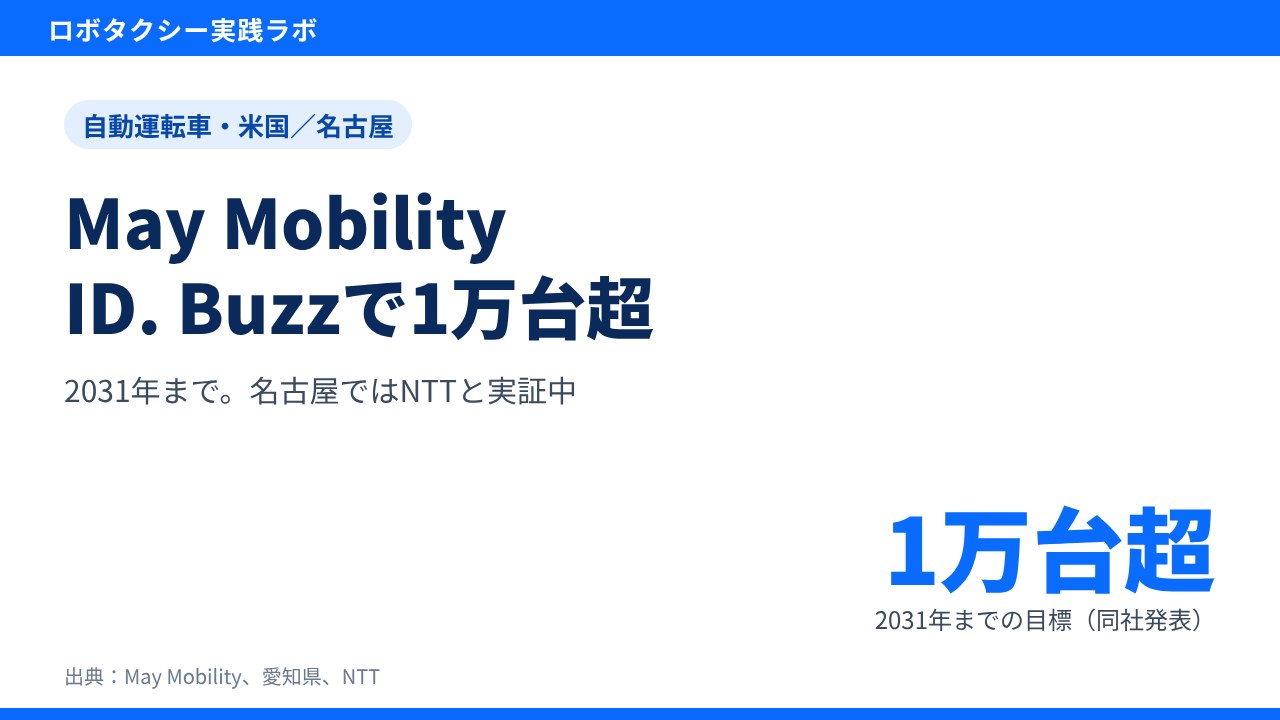 ロボタクシー実践ラボ
自動運転車・米国／名古屋
May Mobility
ID. Buzzで1万台超
2031年まで。名古屋ではNTTと実証中
1万台超
2031年までの目標（同社発表）
出典：May Mobility、愛知県、NTT